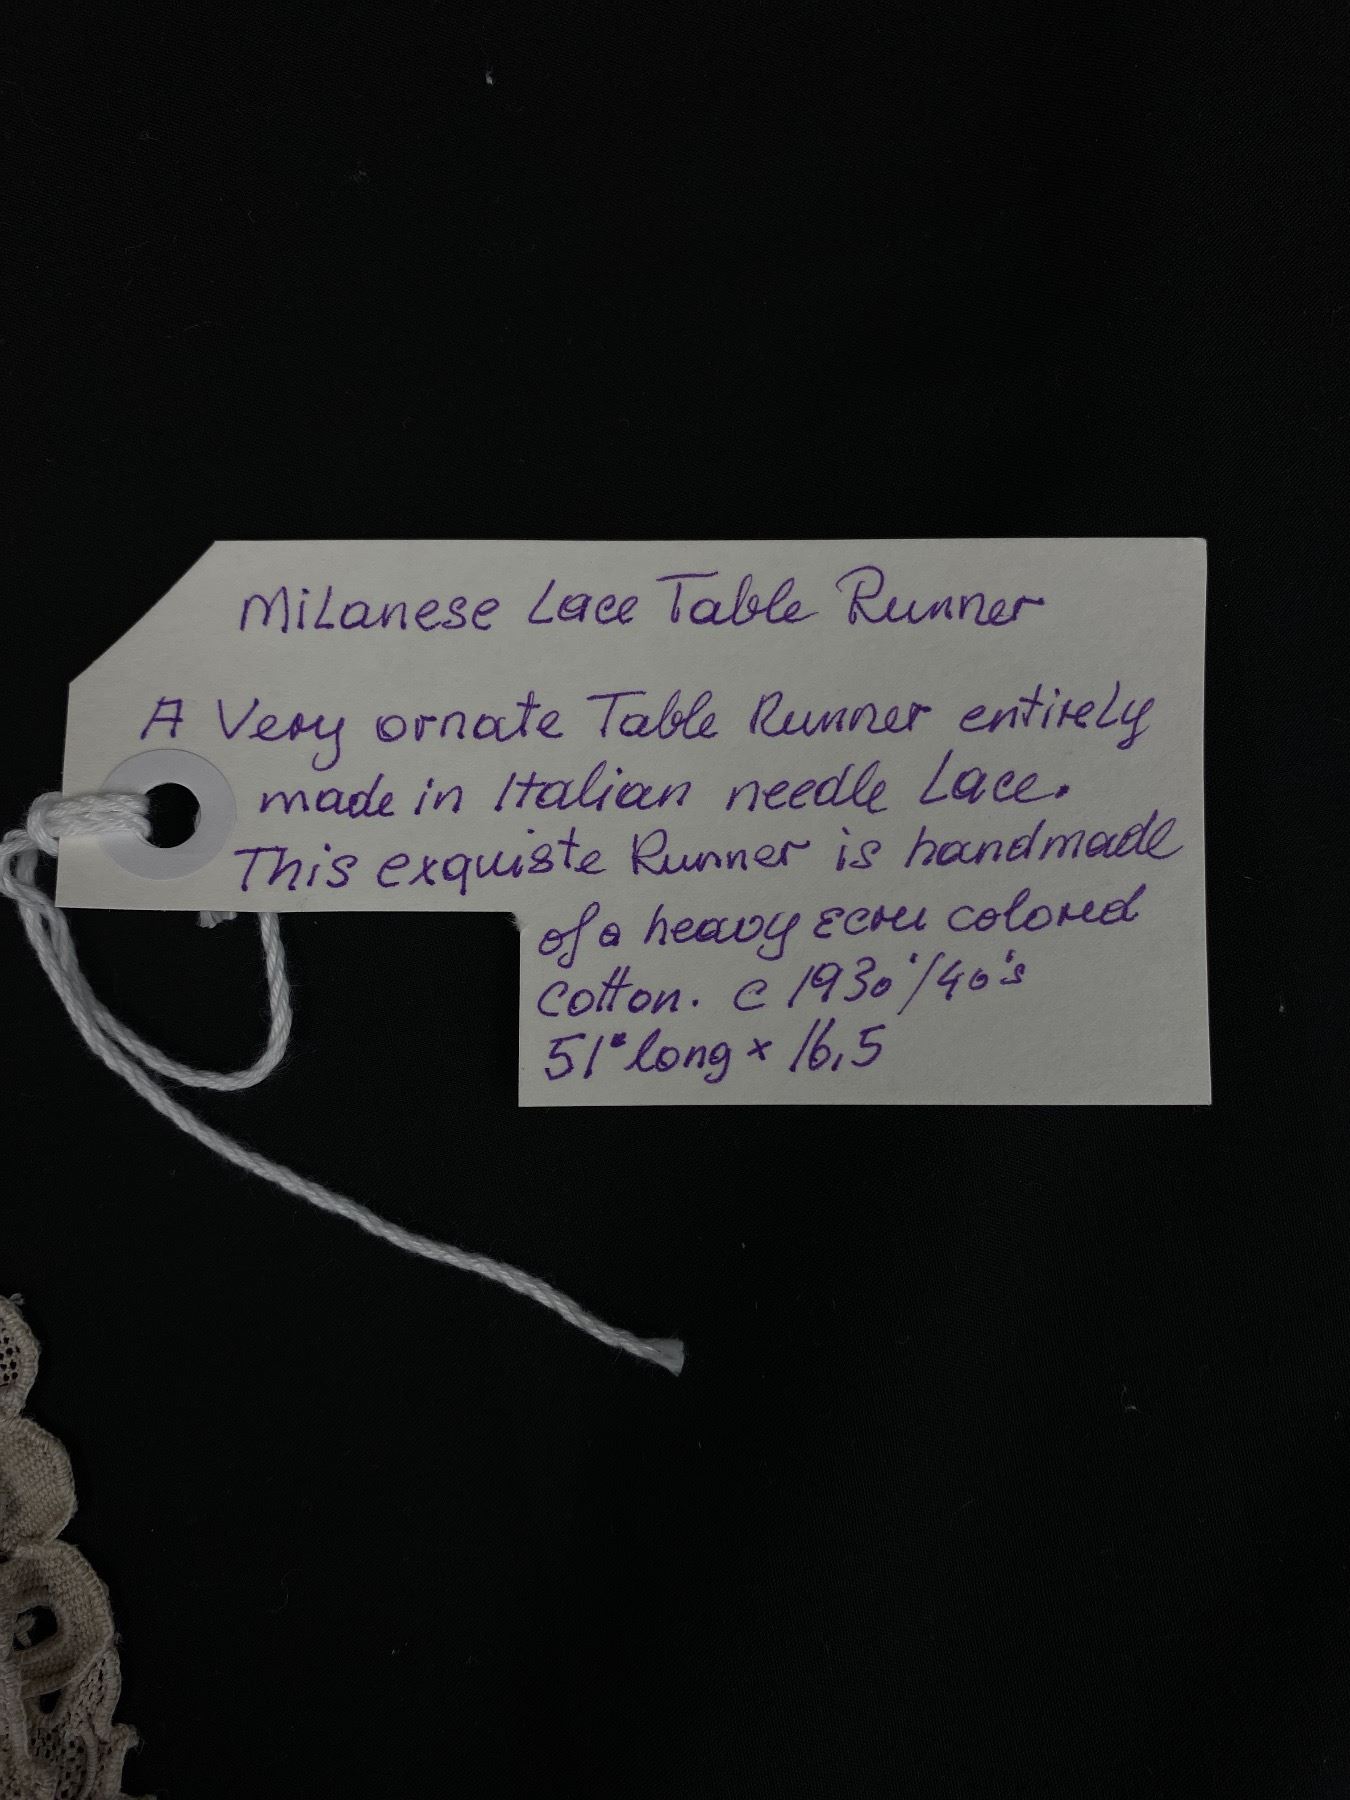 Milanese Lace Table Runner
A Very ornate Table Runner entirely
made in Italian needle Lace.
This exquiste Runner is handmade
of a heavy Ecru colored
Cotton. c 1930'/40's
51" long x 16,5